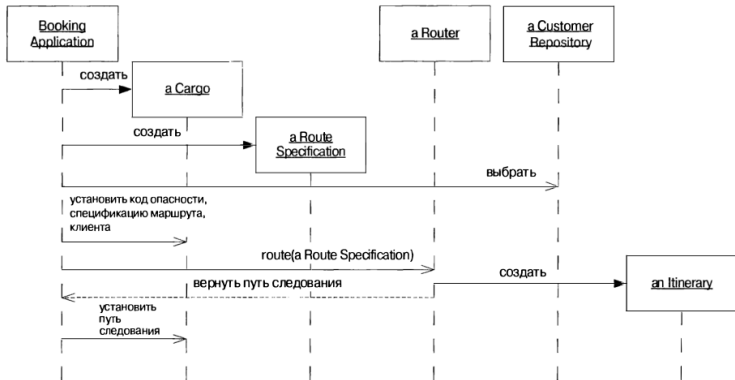 Booking
Application
a Router
a Customer
Repository
создать
a Cargo
создать
a Route
Specification
выбрать
установить код опасности,
спецификацию маршрута,
клиента
route(a Route Specification)
вернуть путь следования
создать
an Itinerary
установить
путь
следования